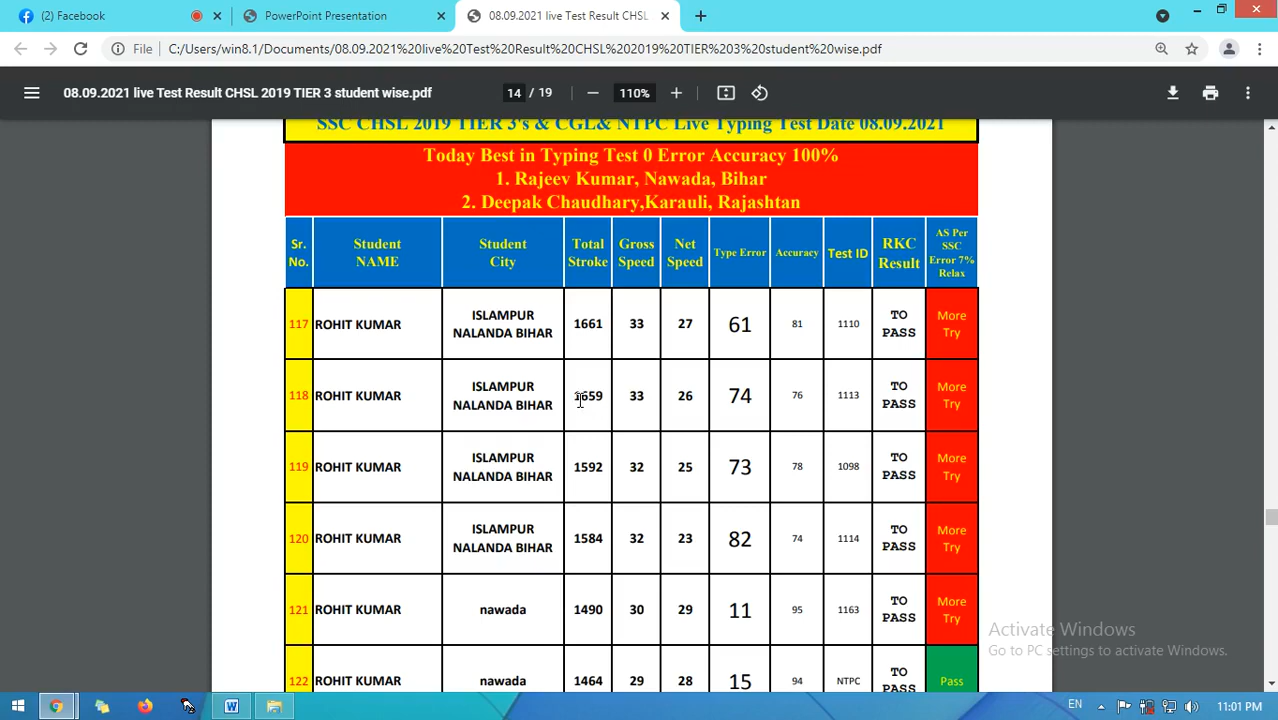 (2) Facebook
PowerPoint Presentation
08.09.2021 live Test Result CHSL
File
C:/Users/win8.1/Documents/08.09.2021%20live%20Test%20Result%20CHSL%202019%20TIER%203%20student%20wise.pdf
08.09.2021 live Test Result CHSL 2019 TIER 3 student wise.pdf
14 / 19
110%
SSC CHSL 2019 TIER 3's & CGL& NTPC Live Typing Test Date 08.09.2021
Today Best in Typing Test 0 Error Accuracy 100%
1. Rajeev Kumar, Nawada, Bihar
2. Deepak Chaudhary,Karauli, Rajashtan
Sr. No. Student NAME Student City Total Stroke Gross Speed Net Speed Type Error Accuracy Test ID RKC Result AS Per SSC Error 7% Relax
117 ROHIT KUMAR ISLAMPUR NALANDA BIHAR 1661 33 27 61 81 1110 TO PASS More Try
118 ROHIT KUMAR ISLAMPUR NALANDA BIHAR 1659 33 26 74 76 1113 TO PASS More Try
119 ROHIT KUMAR ISLAMPUR NALANDA BIHAR 1592 32 25 73 78 1098 TO PASS More Try
120 ROHIT KUMAR ISLAMPUR NALANDA BIHAR 1584 32 23 82 74 1114 TO PASS More Try
121 ROHIT KUMAR nawada 1490 30 29 11 95 1163 TO PASS More Try
122 ROHIT KUMAR nawada 1464 29 28 15 94 NTPC TO PASS Pass
Activate Windows
Go to PC settings to activate Windows.
EN
11:01 PM